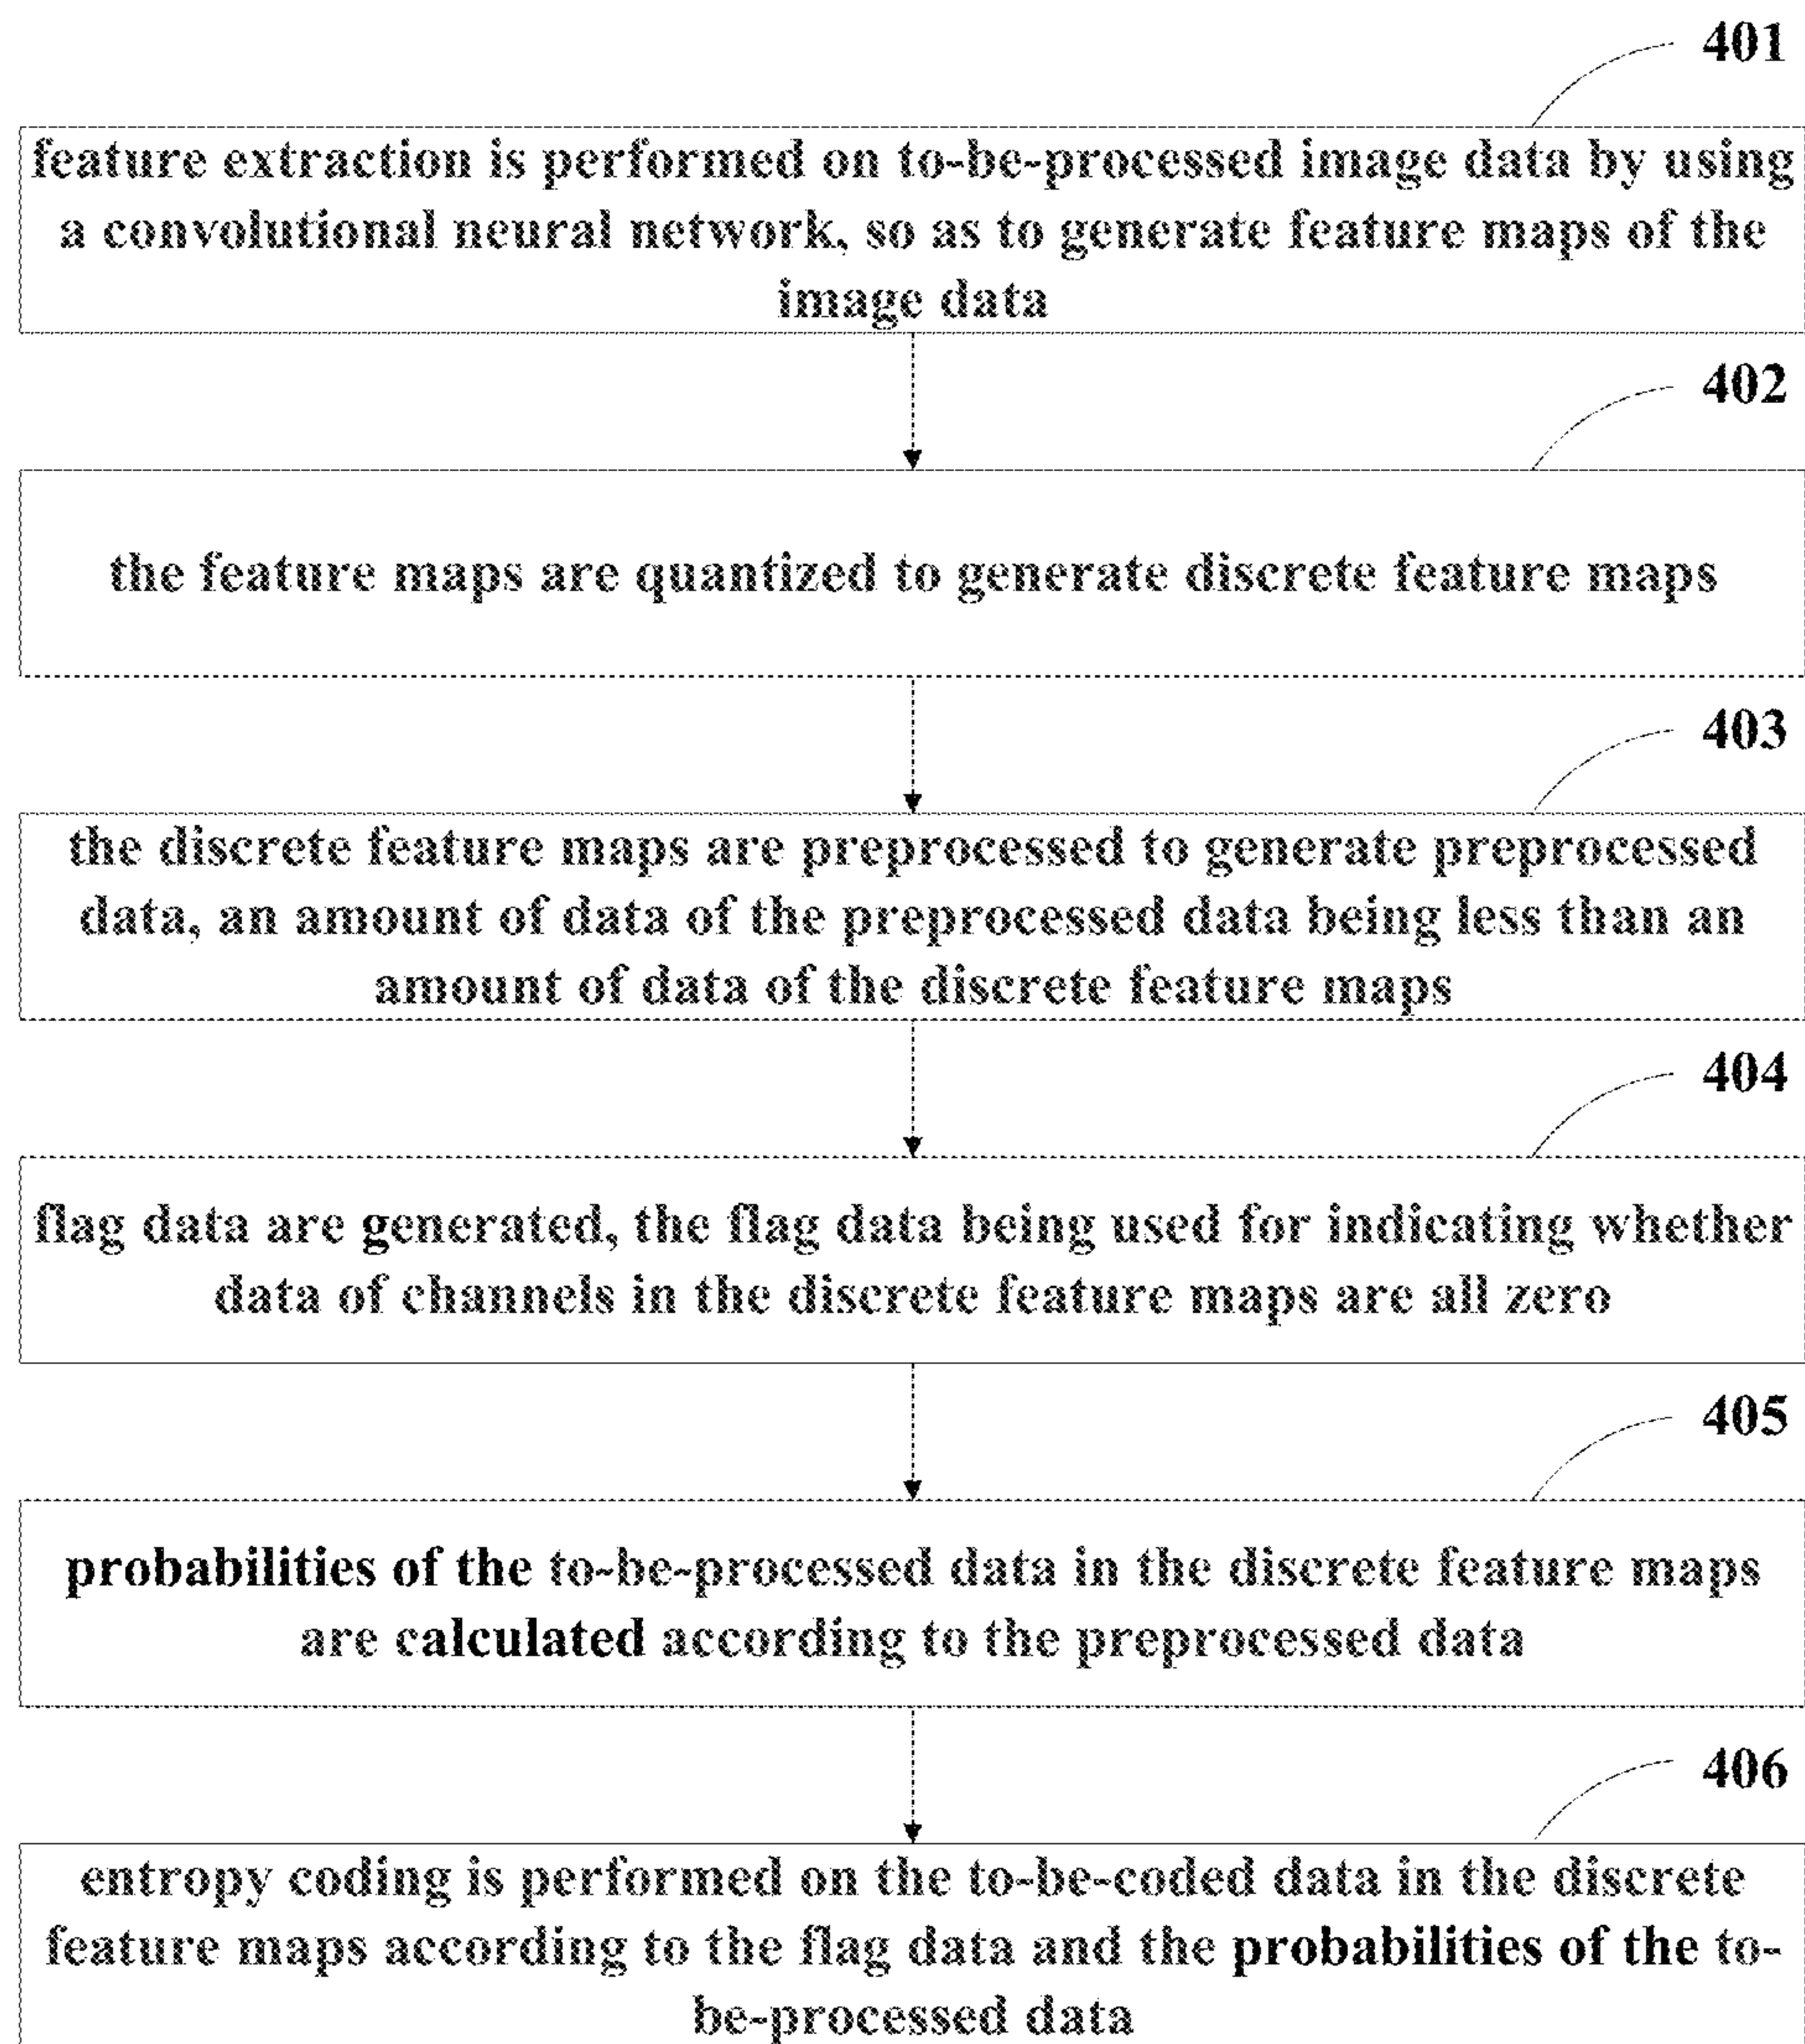 401
feature extraction is performed on to-be-processed image data by using
a convolutional neural network, so as to generate feature maps of the
image data
402
the feature maps are quantized to generate discrete feature maps
403
the discrete feature maps are preprocessed to generate preprocessed
data, an amount of data of the preprocessed data being less than an
amount of data of the discrete feature maps
404
flag data are generated, the flag data being used for indicating whether
data of channels in the discrete feature maps are all zero
405
probabilities of the to-be-processed data in the discrete feature maps
are calculated according to the preprocessed data
406
entropy coding is performed on the to-be-coded data in the discrete
feature maps according to the flag data and the probabilities of the to-
be-processed data